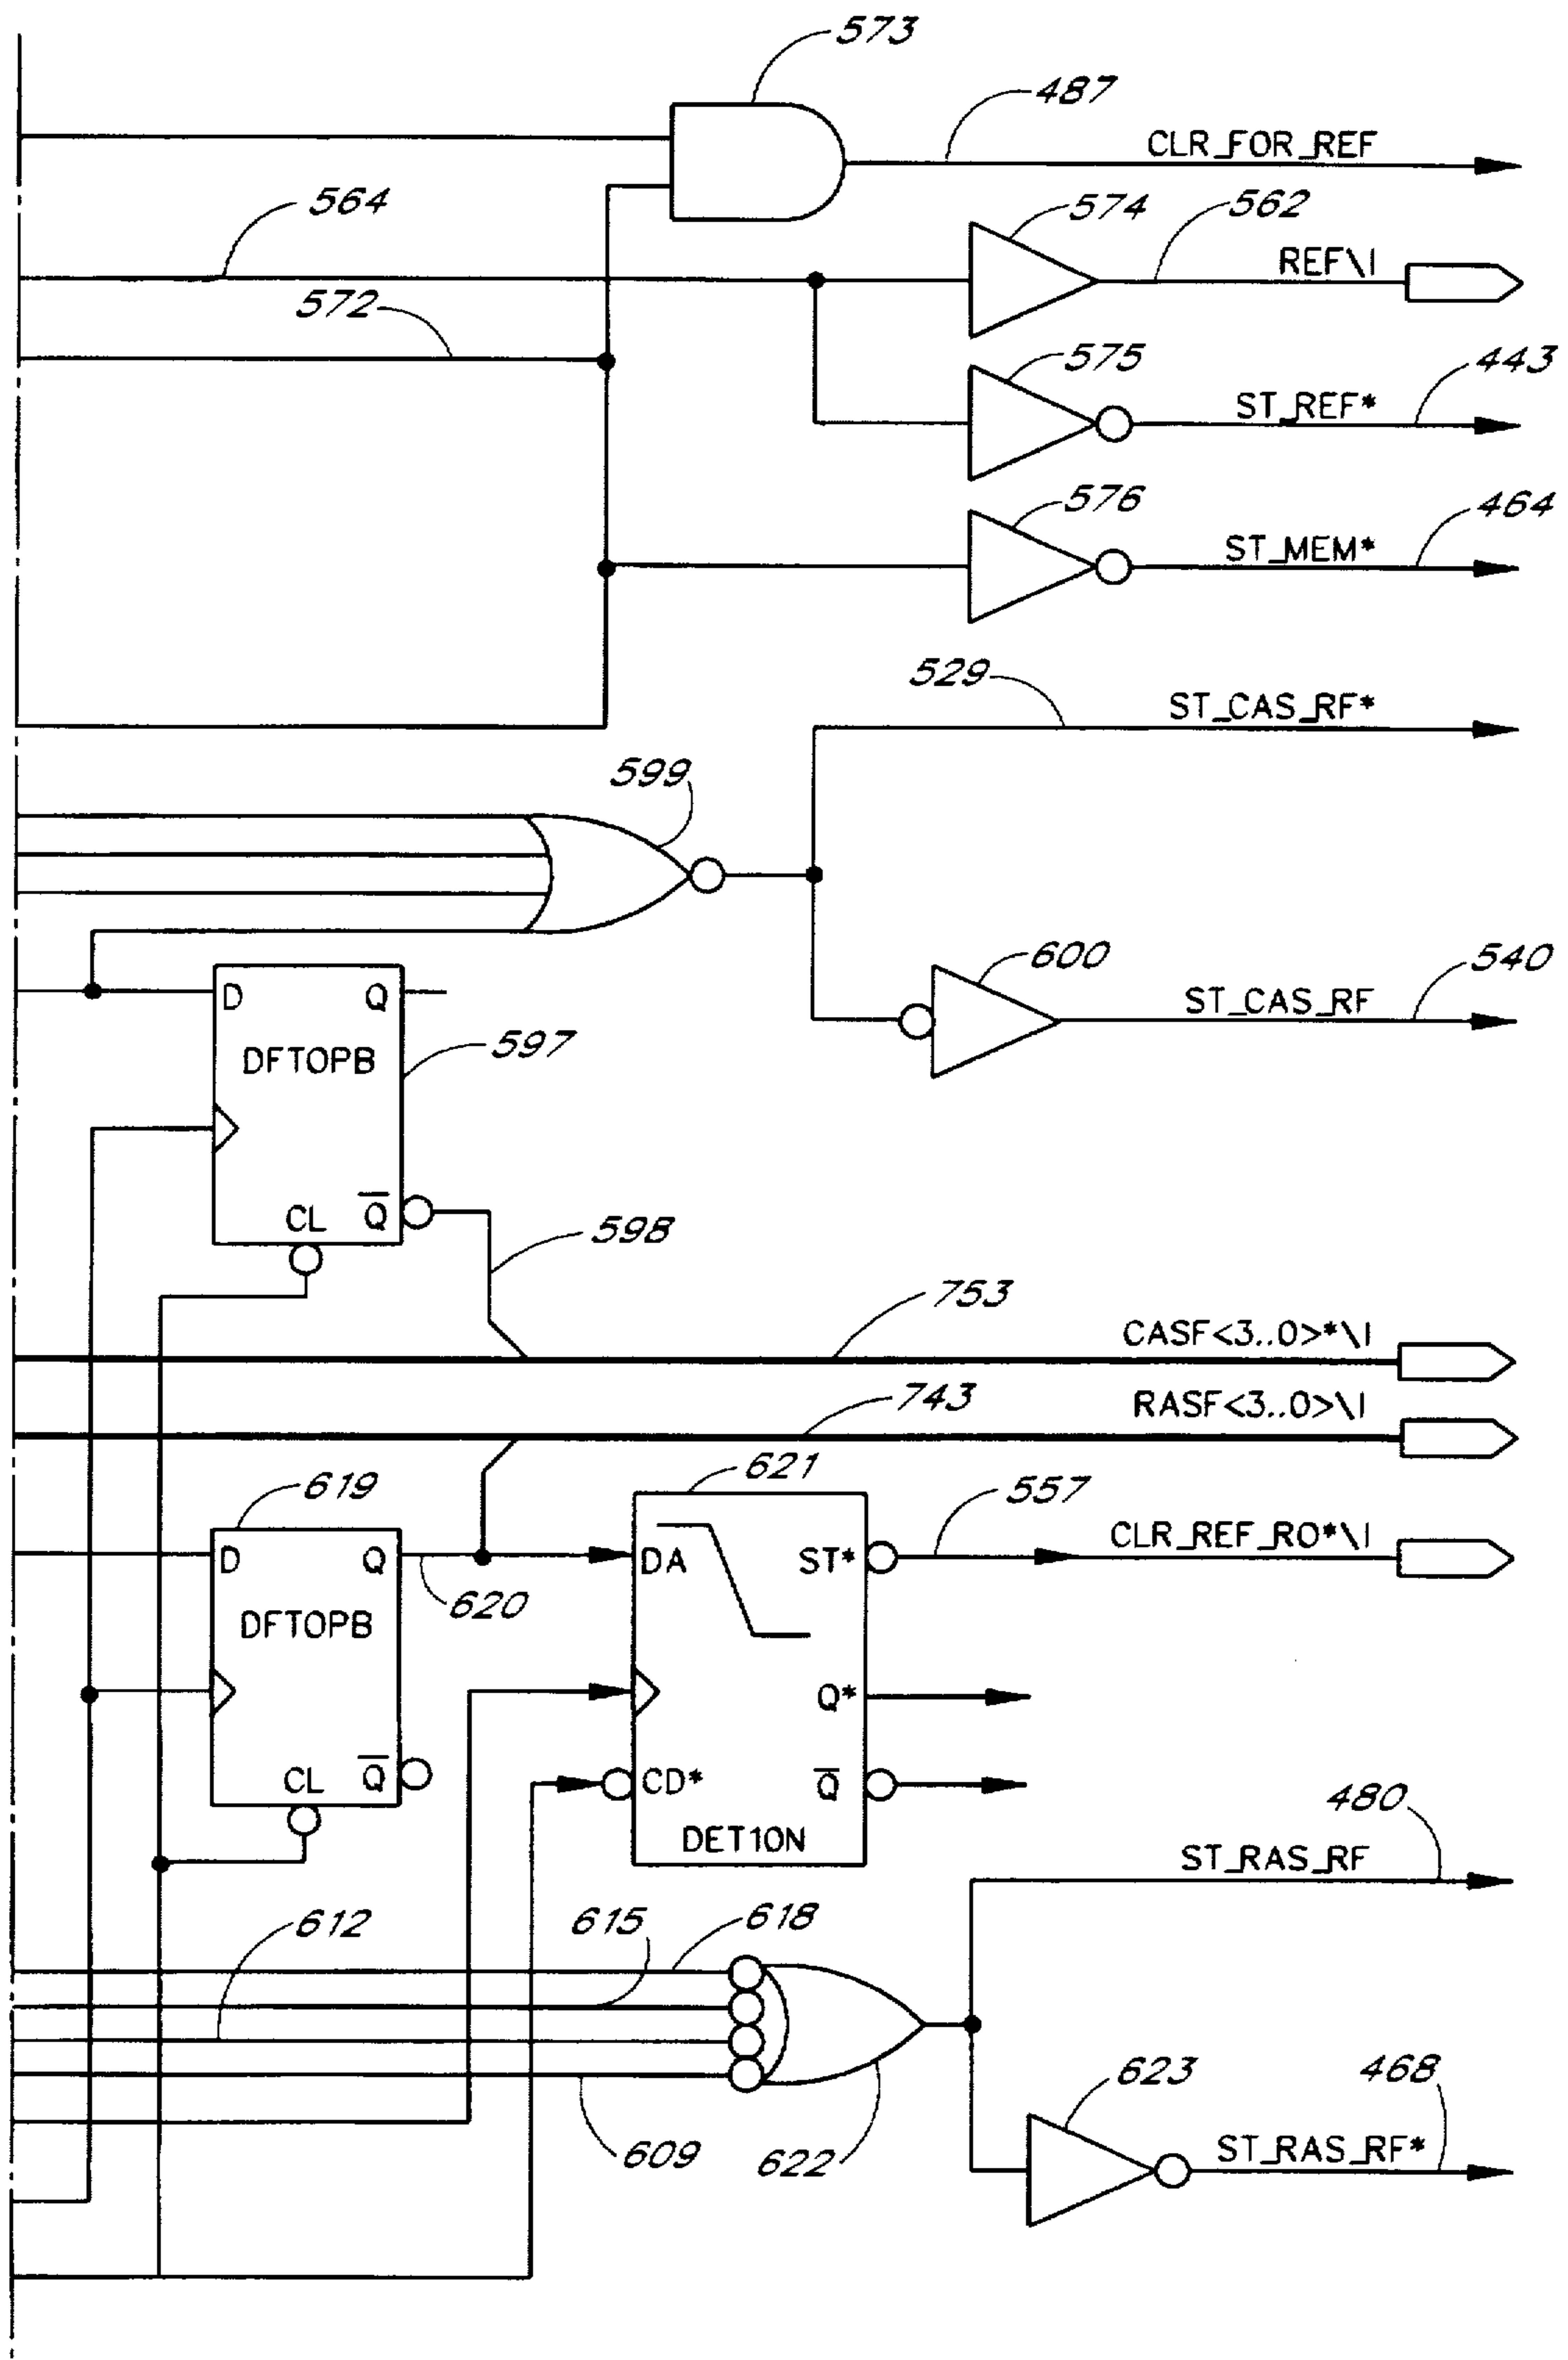 573
487
CLR_FOR_REF
564
574
562
REF\I
572
575
443
ST_REF*
576
464
ST_MEM*
529
ST_CAS_RF*
599
600
540
ST_CAS_RF
D Q
DFTOPB
597
CL Q
598
753
CASF<3..0>*\I
743
RASF<3..0>\I
619
621
557
CLR_REF_RO*\I
D Q
DA ST*
620
DFTOPB
Q*
CL Q
CD* Q
DET10N
480
ST_RAS_RF
612
615
618
609
622
623
468
ST_RAS_RF*